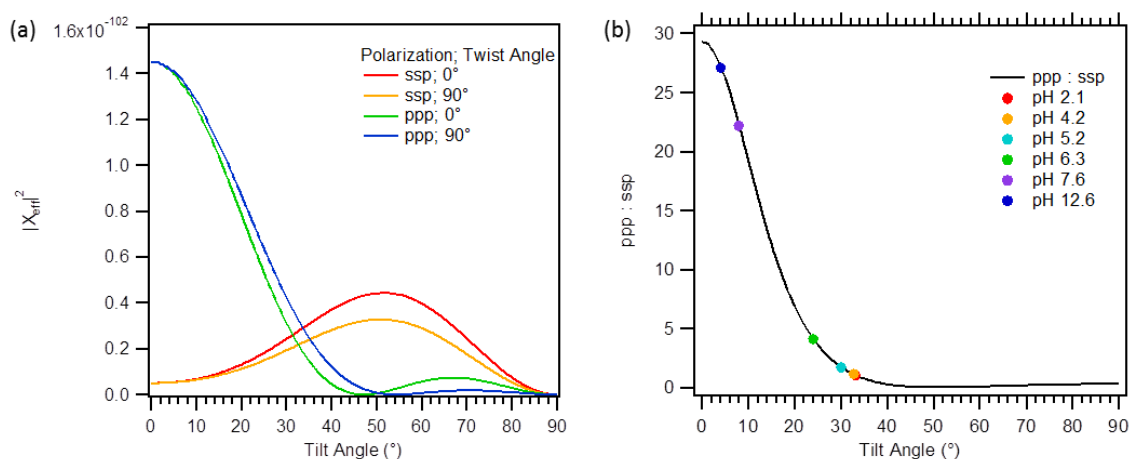 (a)
1.6x10⁻¹⁰²
1.4
1.2
1.0
0.8
0.6
0.4
0.2
0.0
|X_eff|²
0 10 20 30 40 50 60 70 80 90
Tilt Angle (°)
Polarization; Twist Angle
ssp; 0°
ssp; 90°
ppp; 0°
ppp; 90°
(b)
30
25
20
15
10
5
0
ppp : ssp
0 10 20 30 40 50 60 70 80 90
Tilt Angle (°)
ppp : ssp
pH 2.1
pH 4.2
pH 5.2
pH 6.3
pH 7.6
pH 12.6